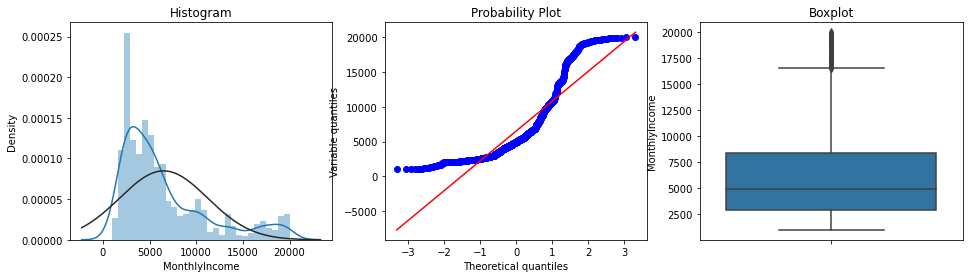 Histogram
Density
0.00025
0.00020
0.00015
0.00010
0.00005
0.00000
0 5000 10000 15000 20000
MonthlyIncome
Probability Plot
Variable quantiles
20000
15000
10000
5000
0
−5000
−3 −2 −1 0 1 2 3
Theoretical quantiles
Boxplot
MonthlyIncome
20000
17500
15000
12500
10000
7500
5000
2500